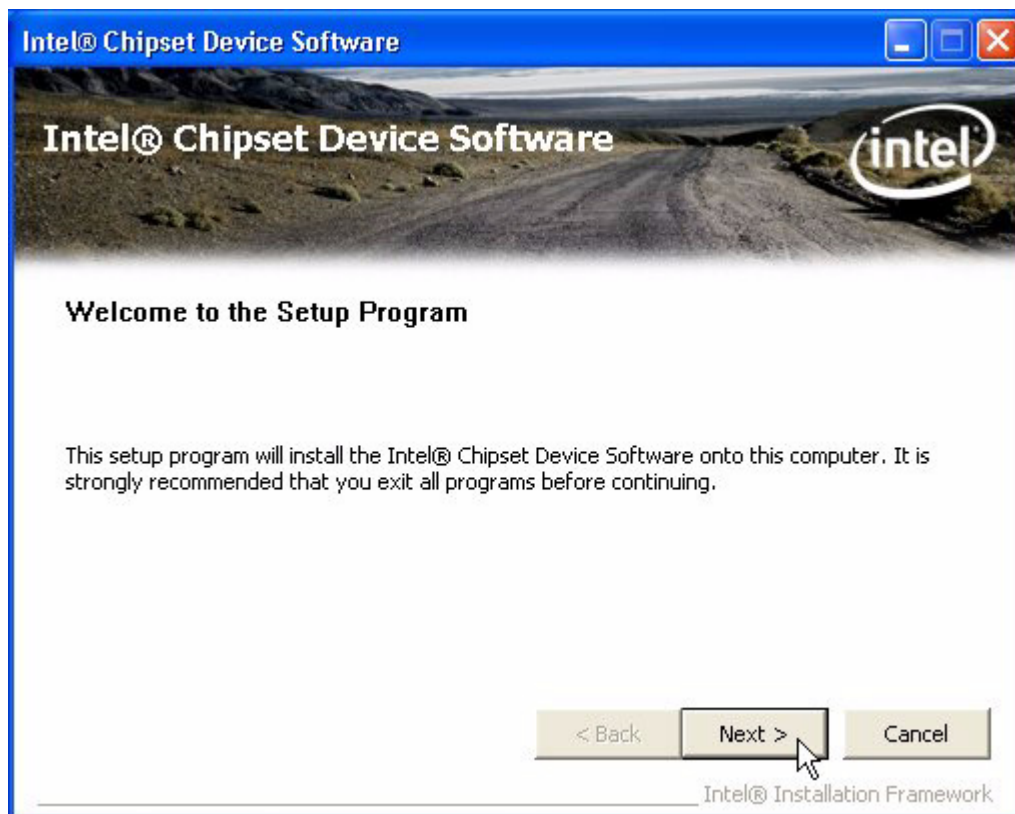 Intel® Chipset Device Software
Intel® Chipset Device Software
intel
Welcome to the Setup Program
This setup program will install the Intel® Chipset Device Software onto this computer. It is
strongly recommended that you exit all programs before continuing.
< Back Next > Cancel
Intel® Installation Framework